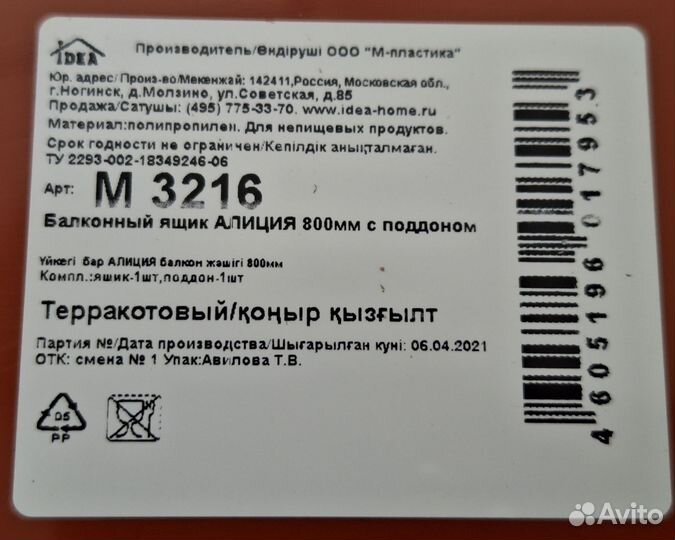 IDEA
Производитель/Өндіруші ООО "М-пластика"
Юр. адрес/Произ-во/Мекенжай: 142411,Россия, Московская обл.,
г.Ногинск, д.Молзино, ул.Советская, д.85
Продажа/Сатушы: (495) 775-33-70. www.idea-home.ru
Материал:полипропилен. Для непищевых продуктов.
Срок годности не ограничен/Кепілдік анықталмаған.
ТУ 2293-002-18349246-06
Арт: М 3216
Балконный ящик АЛИЦИЯ 800мм с поддоном
Үйкегі бар АЛИЦИЯ балкон жәшігі 800мм
Компл.:ящик-1шт,поддон-1шт
Терракотовый/қоңыр қызғылт
Партия №/Дата производства/Шығарылған күні: 06.04.2021
ОТК: смена № 1 Упак:Авилова Т.В.
05
PP
4605196017953
Avito